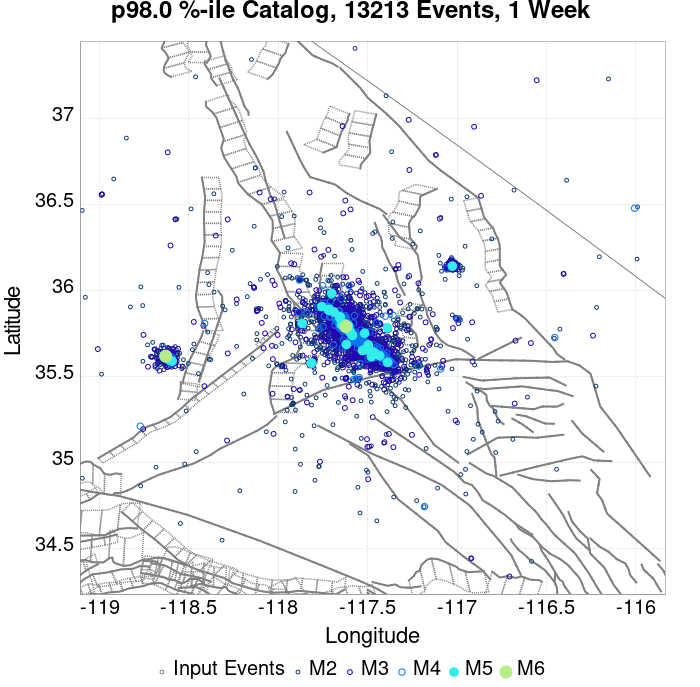 p98.0 %-ile Catalog, 13213 Events, 1 Week
37
36.5
36
35.5
35
34.5
Latitude
-119
-118.5
-118
-117.5
-117
-116.5
-116
Longitude
Input Events
M2
M3
M4
M5
M6